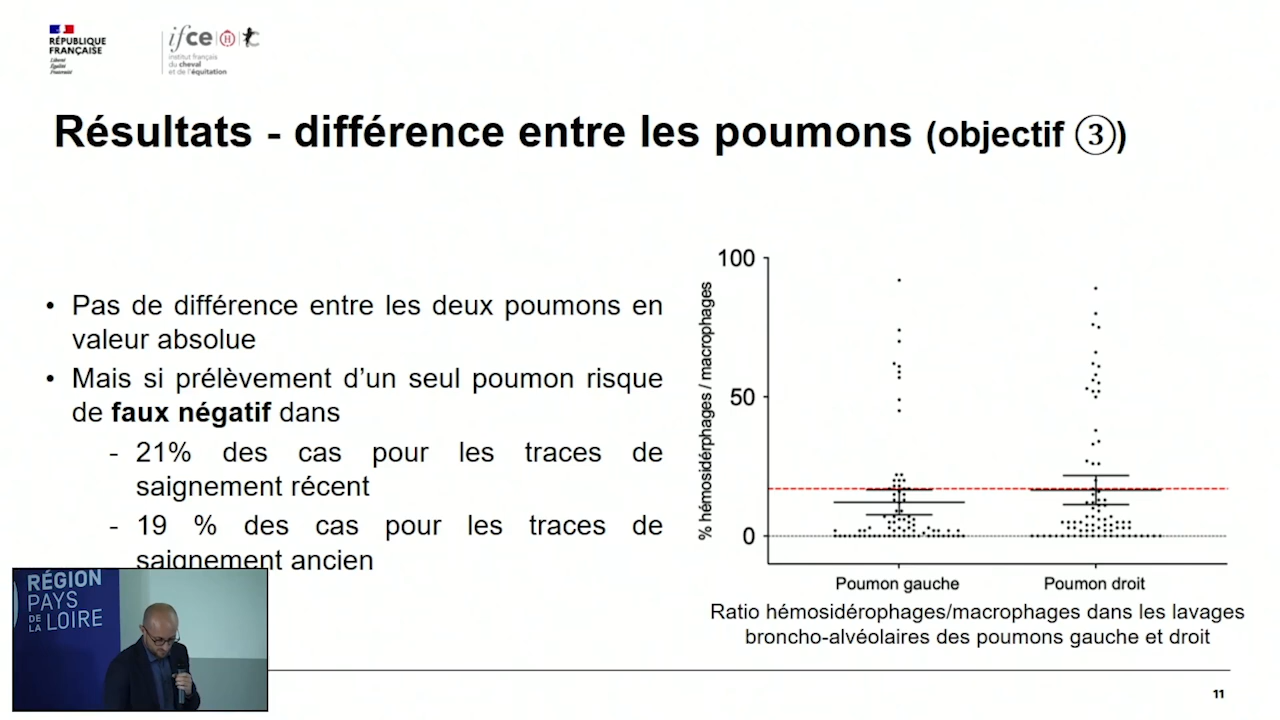 RÉPUBLIQUE
FRANÇAISE
Liberté
Égalité
Fraternité
ifce
institut français
du cheval
et de l'équitation
Résultats - différence entre les poumons (objectif ③)
• Pas de différence entre les deux poumons en
valeur absolue
• Mais si prélèvement d'un seul poumon risque
de faux négatif dans
- 21% des cas pour les traces de
saignement récent
- 19 % des cas pour les traces de
saignement ancien
% hémosidérphages / macrophages
100
50
0
Poumon gauche
Poumon droit
Ratio hémosidérophages/macrophages dans les lavages
broncho-alvéolaires des poumons gauche et droit
RÉGION
PAYS
DE LA LOIRE
11